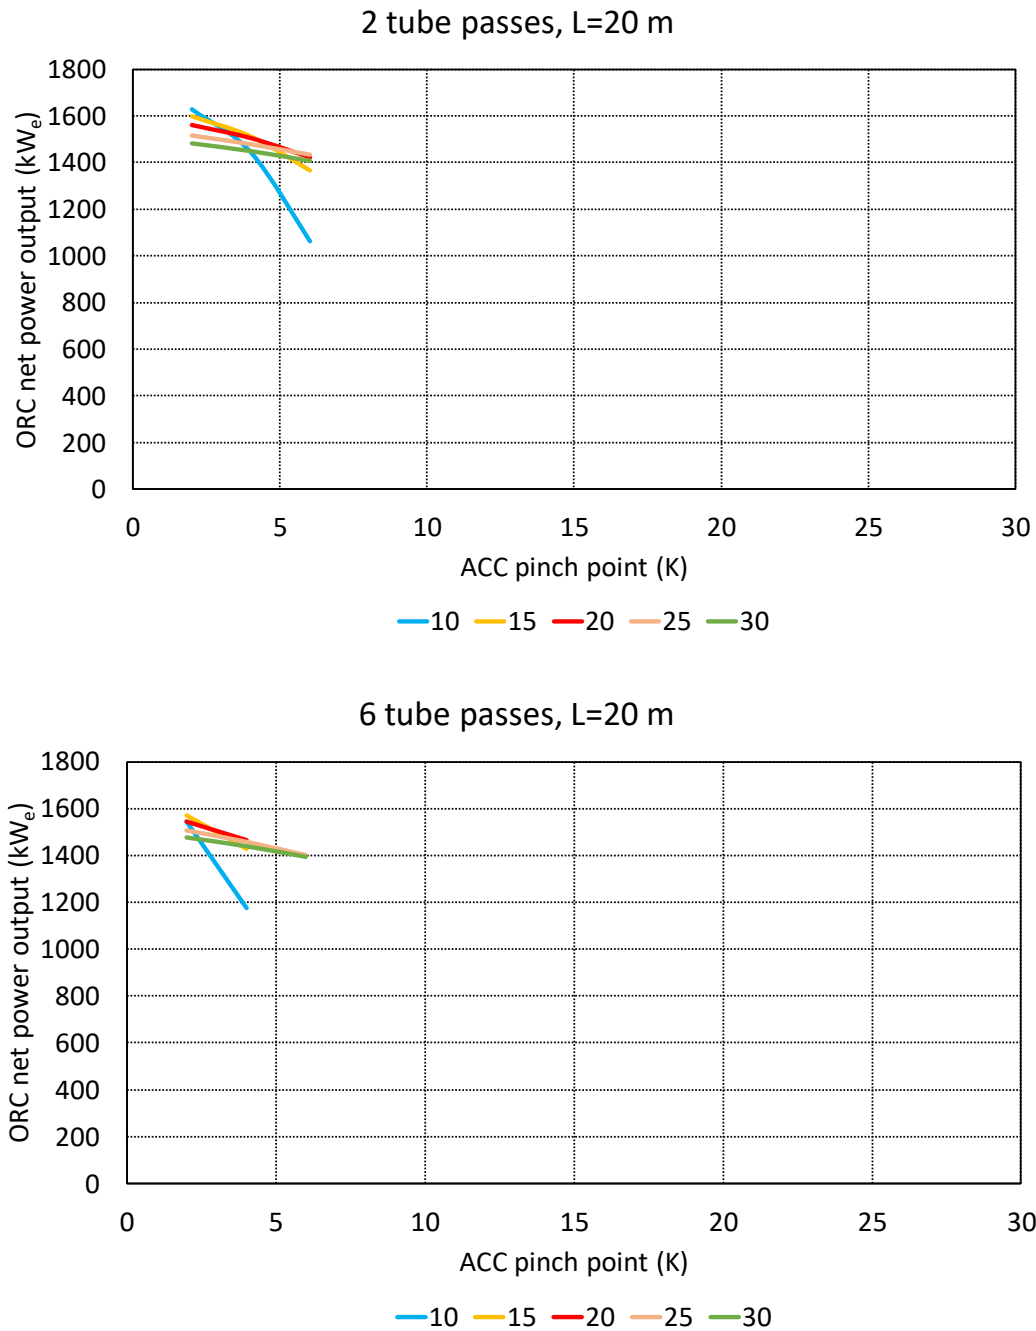 2 tube passes, L=20 m
1800
1600
1400
1200
1000
800
600
400
200
0
ORC net power output (kWe)
0 5 10 15 20 25 30
ACC pinch point (K)
10 15 20 25 30
6 tube passes, L=20 m
1800
1600
1400
1200
1000
800
600
400
200
0
ORC net power output (kWe)
0 5 10 15 20 25 30
ACC pinch point (K)
10 15 20 25 30